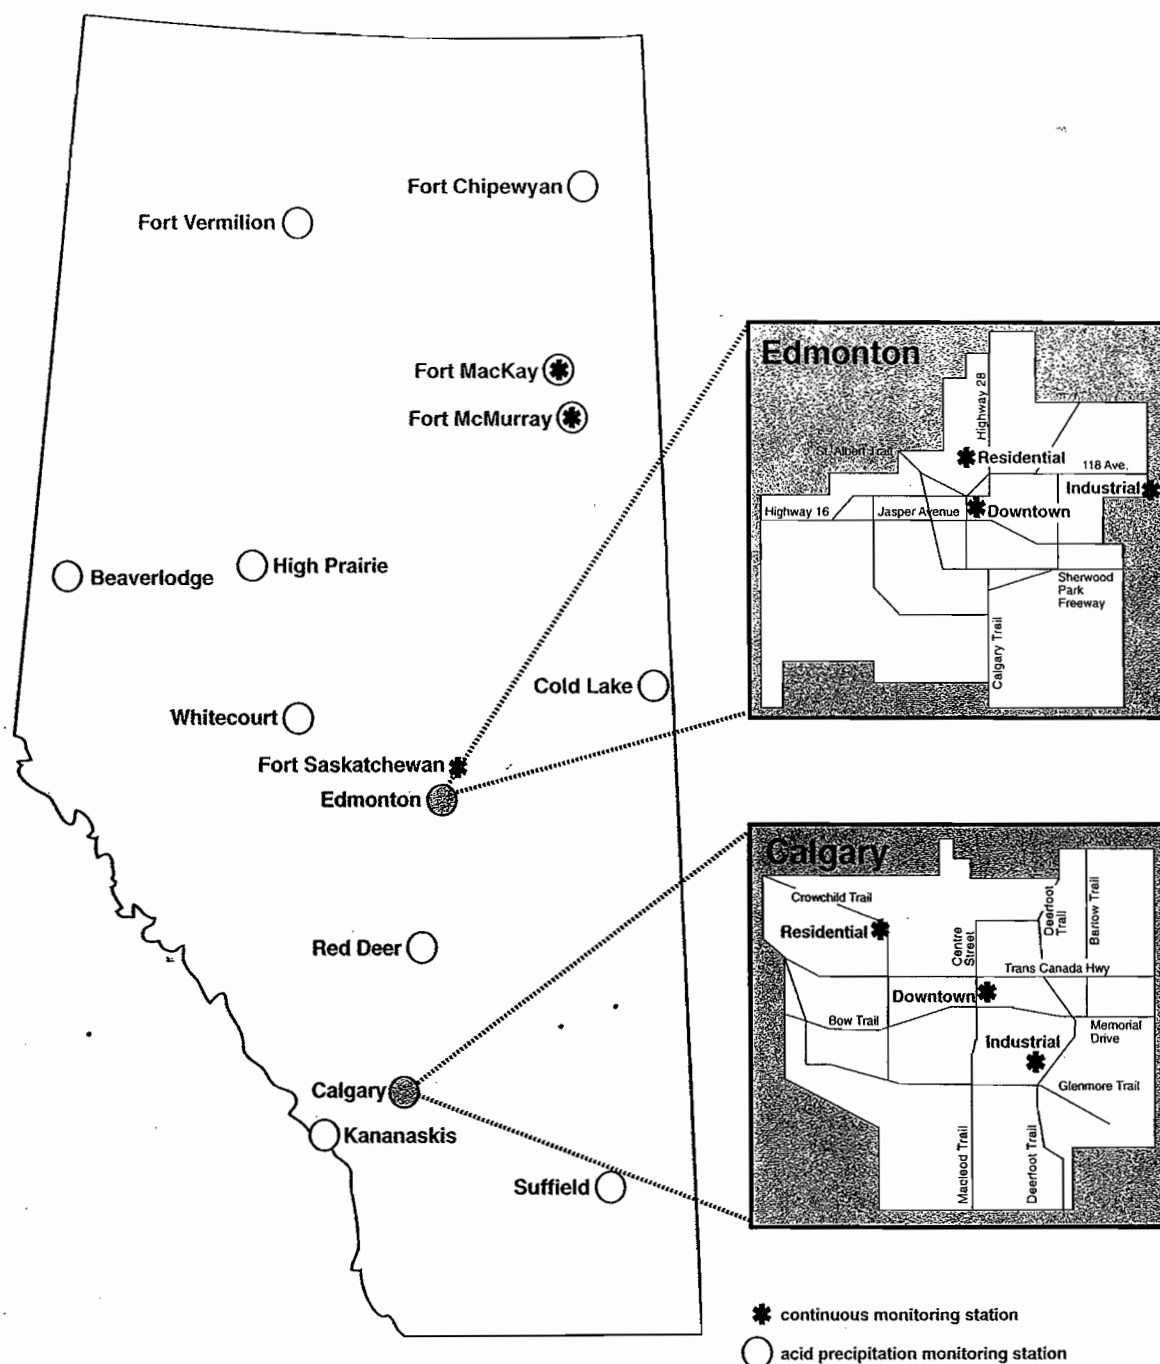 Fort Chipewyan
Fort Vermilion
Fort MacKay
Fort McMurray
Beaverlodge
High Prairie
Cold Lake
Whitecourt
Fort Saskatchewan
Edmonton
Red Deer
Calgary
Kananaskis
Suffield
Edmonton
Highway 28
St. Albert Trail
Residential
118 Ave.
Industrial
Highway 16
Jasper Avenue
Downtown
Sherwood
Park
Freeway
Calgary Trail
Calgary
Crowchild Trail
Residential
Centre
Street
Deerfoot
Trail
Barlow Trail
Trans Canada Hwy
Downtown
Bow Trail
Memorial
Drive
Industrial
Glenmore Trail
Macleod Trail
Deerfoot Trail
continuous monitoring station
acid precipitation monitoring station